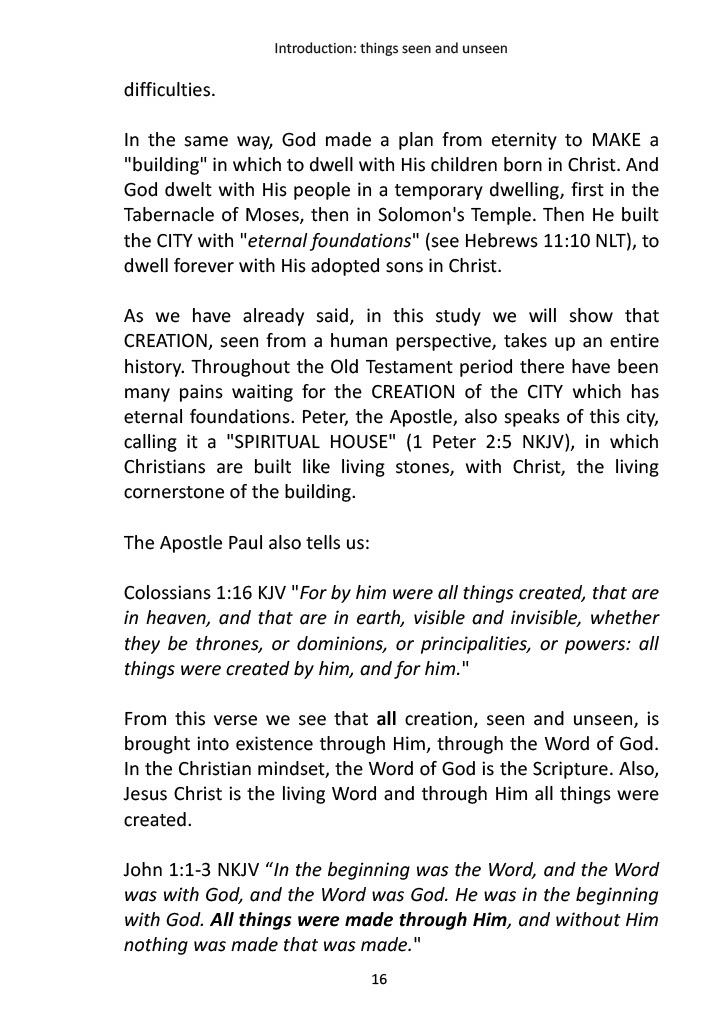 Introduction: things seen and unseen
difficulties.
In the same way, God made a plan from eternity to MAKE a
"building" in which to dwell with His children born in Christ. And
God dwelt with His people in a temporary dwelling, first in the
Tabernacle of Moses, then in Solomon's Temple. Then He built
the CITY with "eternal foundations" (see Hebrews 11:10 NLT), to
dwell forever with His adopted sons in Christ.
As we have already said, in this study we will show that
CREATION, seen from a human perspective, takes up an entire
history. Throughout the Old Testament period there have been
many pains waiting for the CREATION of the CITY which has
eternal foundations. Peter, the Apostle, also speaks of this city,
calling it a "SPIRITUAL HOUSE" (1 Peter 2:5 NKJV), in which
Christians are built like living stones, with Christ, the living
cornerstone of the building.
The Apostle Paul also tells us:
Colossians 1:16 KJV "For by him were all things created, that are
in heaven, and that are in earth, visible and invisible, whether
they be thrones, or dominions, or principalities, or powers: all
things were created by him, and for him."
From this verse we see that all creation, seen and unseen, is
brought into existence through Him, through the Word of God.
In the Christian mindset, the Word of God is the Scripture. Also,
Jesus Christ is the living Word and through Him all things were
created.
John 1:1-3 NKJV “In the beginning was the Word, and the Word
was with God, and the Word was God. He was in the beginning
with God. All things were made through Him, and without Him
nothing was made that was made."
16